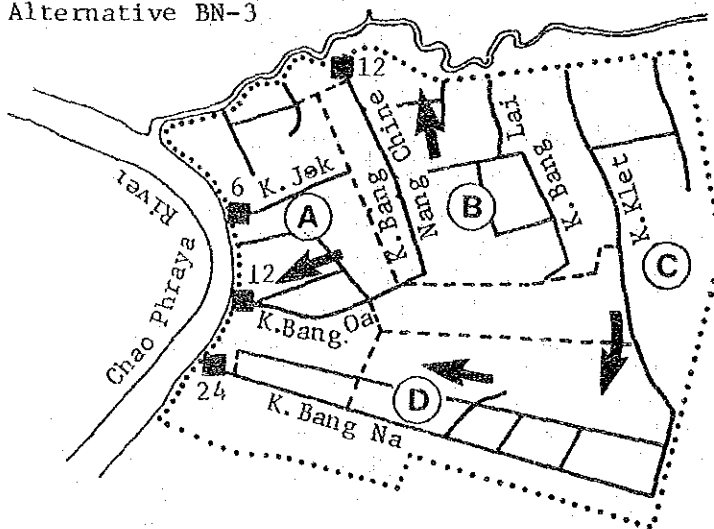 Alternative BN-3
12
6
K. Jek
A
K. Bang
Nang Chine
B
K. Bang
Lai
K. Klet
C
Chao Phraya
River
12
K.Bang.Oa
24
D
K. Bang Na